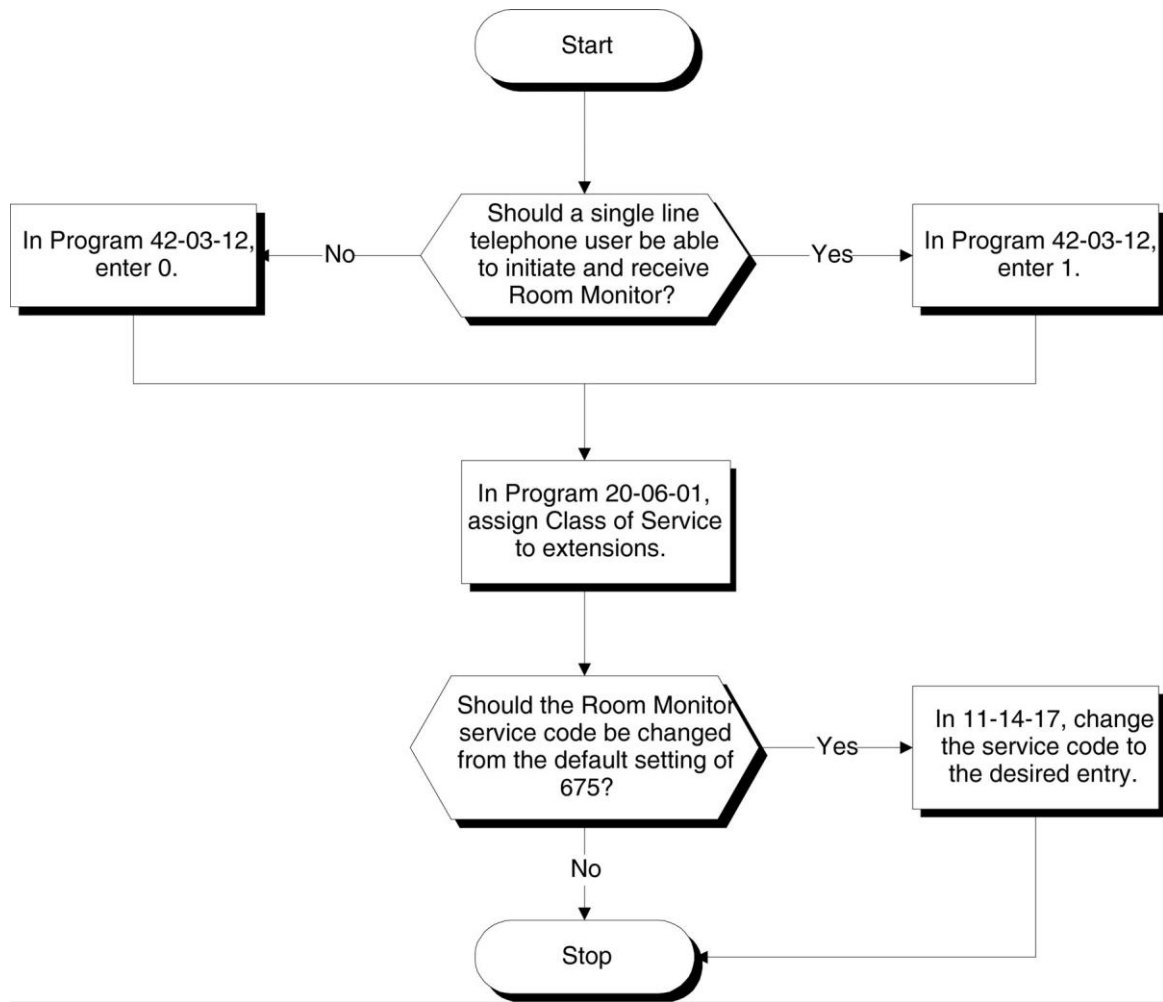 Start
Should a single line
telephone user be able
to initiate and receive
Room Monitor?
No
In Program 42-03-12,
enter 0.
Yes
In Program 42-03-12,
enter 1.
In Program 20-06-01,
assign Class of Service
to extensions.
Should the Room Monitor
service code be changed
from the default setting of
675?
Yes
In 11-14-17, change
the service code to
the desired entry.
No
Stop